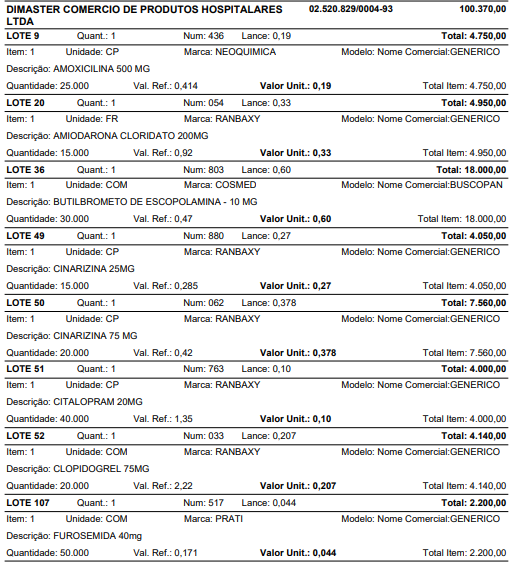 DIMASTER COMERCIO DE PRODUTOS HOSPITALARES LTDA 02.520.829/0004-93 100.370,00
LOTE 9 Quant.: 1 Num: 436 Lance: 0,19 Total: 4.750,00
Item: 1 Unidade: CP Marca: NEOQUIMICA Modelo: Nome Comercial:GENERICO
Descrição: AMOXICILINA 500 MG
Quantidade: 25.000 Val. Ref.: 0,414 Valor Unit.: 0,19 Total Item: 4.750,00
LOTE 20 Quant.: 1 Num: 054 Lance: 0,33 Total: 4.950,00
Item: 1 Unidade: FR Marca: RANBAXY Modelo: Nome Comercial:GENERICO
Descrição: AMIODARONA CLORIDATO 200MG
Quantidade: 15.000 Val. Ref.: 0,92 Valor Unit.: 0,33 Total Item: 4.950,00
LOTE 36 Quant.: 1 Num: 803 Lance: 0,60 Total: 18.000,00
Item: 1 Unidade: COM Marca: COSMED Modelo: Nome Comercial:BUSCOPAN
Descrição: BUTILBROMETO DE ESCOPOLAMINA - 10 MG
Quantidade: 30.000 Val. Ref.: 0,47 Valor Unit.: 0,60 Total Item: 18.000,00
LOTE 49 Quant.: 1 Num: 880 Lance: 0,27 Total: 4.050,00
Item: 1 Unidade: CP Marca: RANBAXY Modelo: Nome Comercial:GENERICO
Descrição: CINARIZINA 25MG
Quantidade: 15.000 Val. Ref.: 0,285 Valor Unit.: 0,27 Total Item: 4.050,00
LOTE 50 Quant.: 1 Num: 062 Lance: 0,378 Total: 7.560,00
Item: 1 Unidade: CP Marca: RANBAXY Modelo: Nome Comercial:GENERICO
Descrição: CINARIZINA 75 MG
Quantidade: 20.000 Val. Ref.: 0,42 Valor Unit.: 0,378 Total Item: 7.560,00
LOTE 51 Quant.: 1 Num: 763 Lance: 0,10 Total: 4.000,00
Item: 1 Unidade: CP Marca: RANBAXY Modelo: Nome Comercial:GENERICO
Descrição: CITALOPRAM 20MG
Quantidade: 40.000 Val. Ref.: 1,35 Valor Unit.: 0,10 Total Item: 4.000,00
LOTE 52 Quant.: 1 Num: 033 Lance: 0,207 Total: 4.140,00
Item: 1 Unidade: COM Marca: RANBAXY Modelo: Nome Comercial:GENERICO
Descrição: CLOPIDOGREL 75MG
Quantidade: 20.000 Val. Ref.: 2,22 Valor Unit.: 0,207 Total Item: 4.140,00
LOTE 107 Quant.: 1 Num: 517 Lance: 0,044 Total: 2.200,00
Item: 1 Unidade: COM Marca: PRATI Modelo: Nome Comercial:GENERICO
Descrição: FUROSEMIDA 40mg
Quantidade: 50.000 Val. Ref.: 0,171 Valor Unit.: 0,044 Total Item: 2.200,00